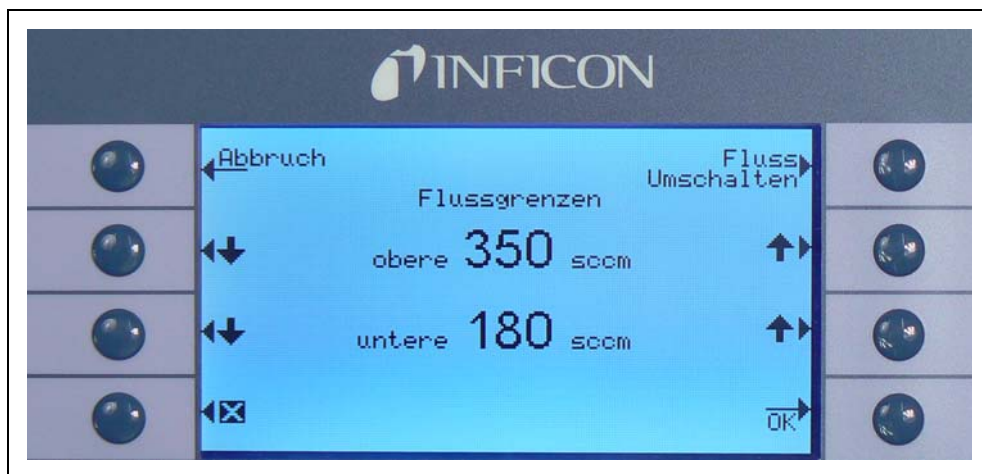 INFICON
Abbruch
Fluss
Umschalten
Flussgrenzen
obere 350 sccm
untere 180 sccm
OK